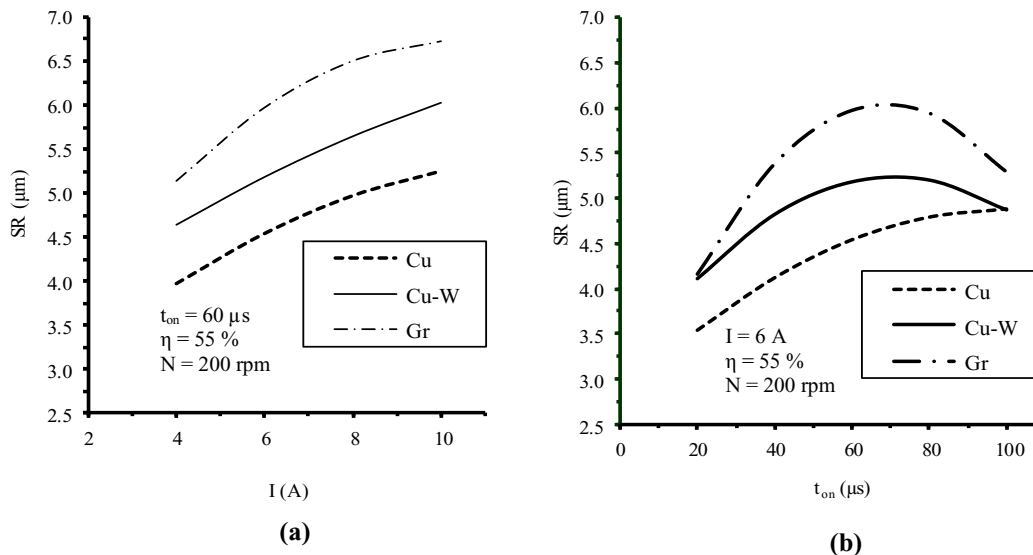 7.0
6.5
6.0
5.5
5.0
4.5
4.0
3.5
3.0
2.5
SR (μm)
2 4 6 8 10
I (A)
Cu
Cu-W
Gr
t_on = 60 μs
η = 55 %
N = 200 rpm
(a)
7.0
6.5
6.0
5.5
5.0
4.5
4.0
3.5
3.0
2.5
SR (μm)
0 20 40 60 80 100
t_on (μs)
Cu
Cu-W
Gr
I = 6 A
η = 55 %
N = 200 rpm
(b)